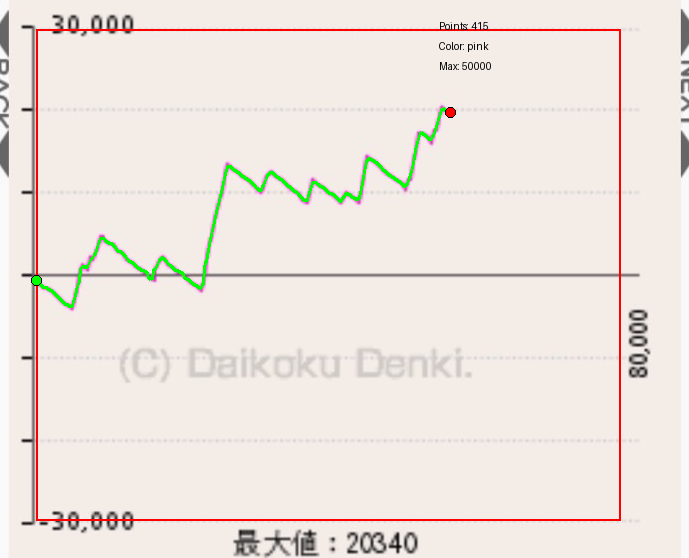 30,000
Points: 415
Color: pink
Max: 50000
BACK
NEXT
80,000
(C) Daikoku Denki.
-30,000
最大値：20340